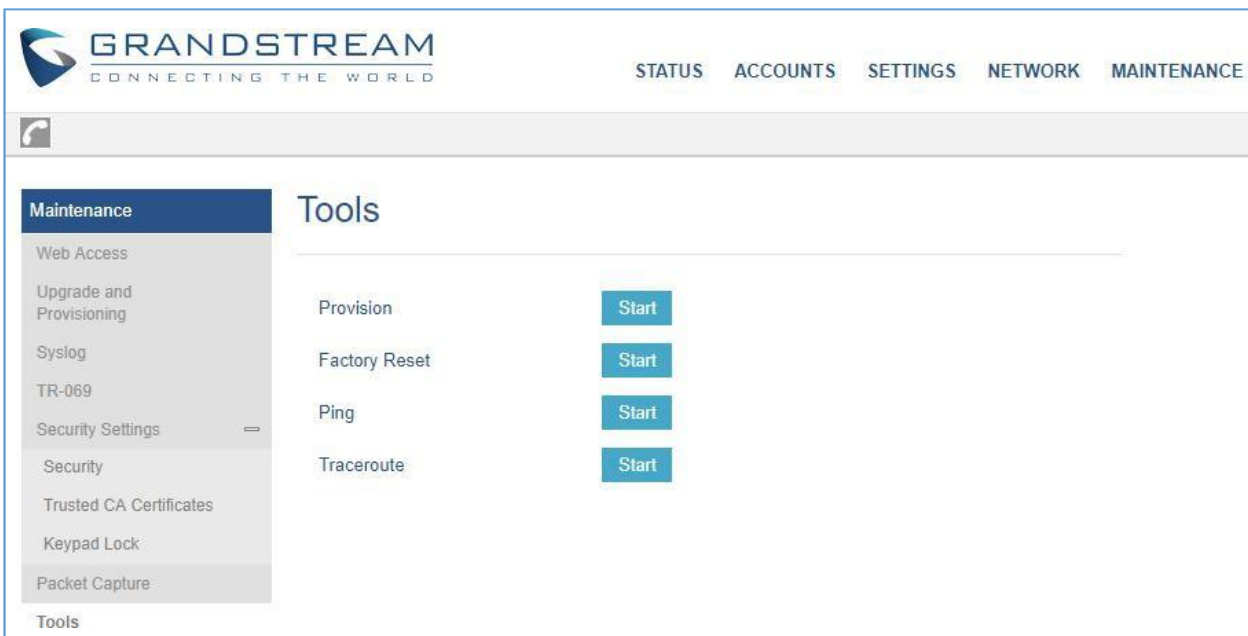 GRANDSTREAM
CONNECTING THE WORLD
STATUS ACCOUNTS SETTINGS NETWORK MAINTENANCE
Maintenance
Web Access
Upgrade and
Provisioning
Syslog
TR-069
Security Settings
Security
Trusted CA Certificates
Keypad Lock
Packet Capture
Tools
Tools
Provision Start
Factory Reset Start
Ping Start
Traceroute Start